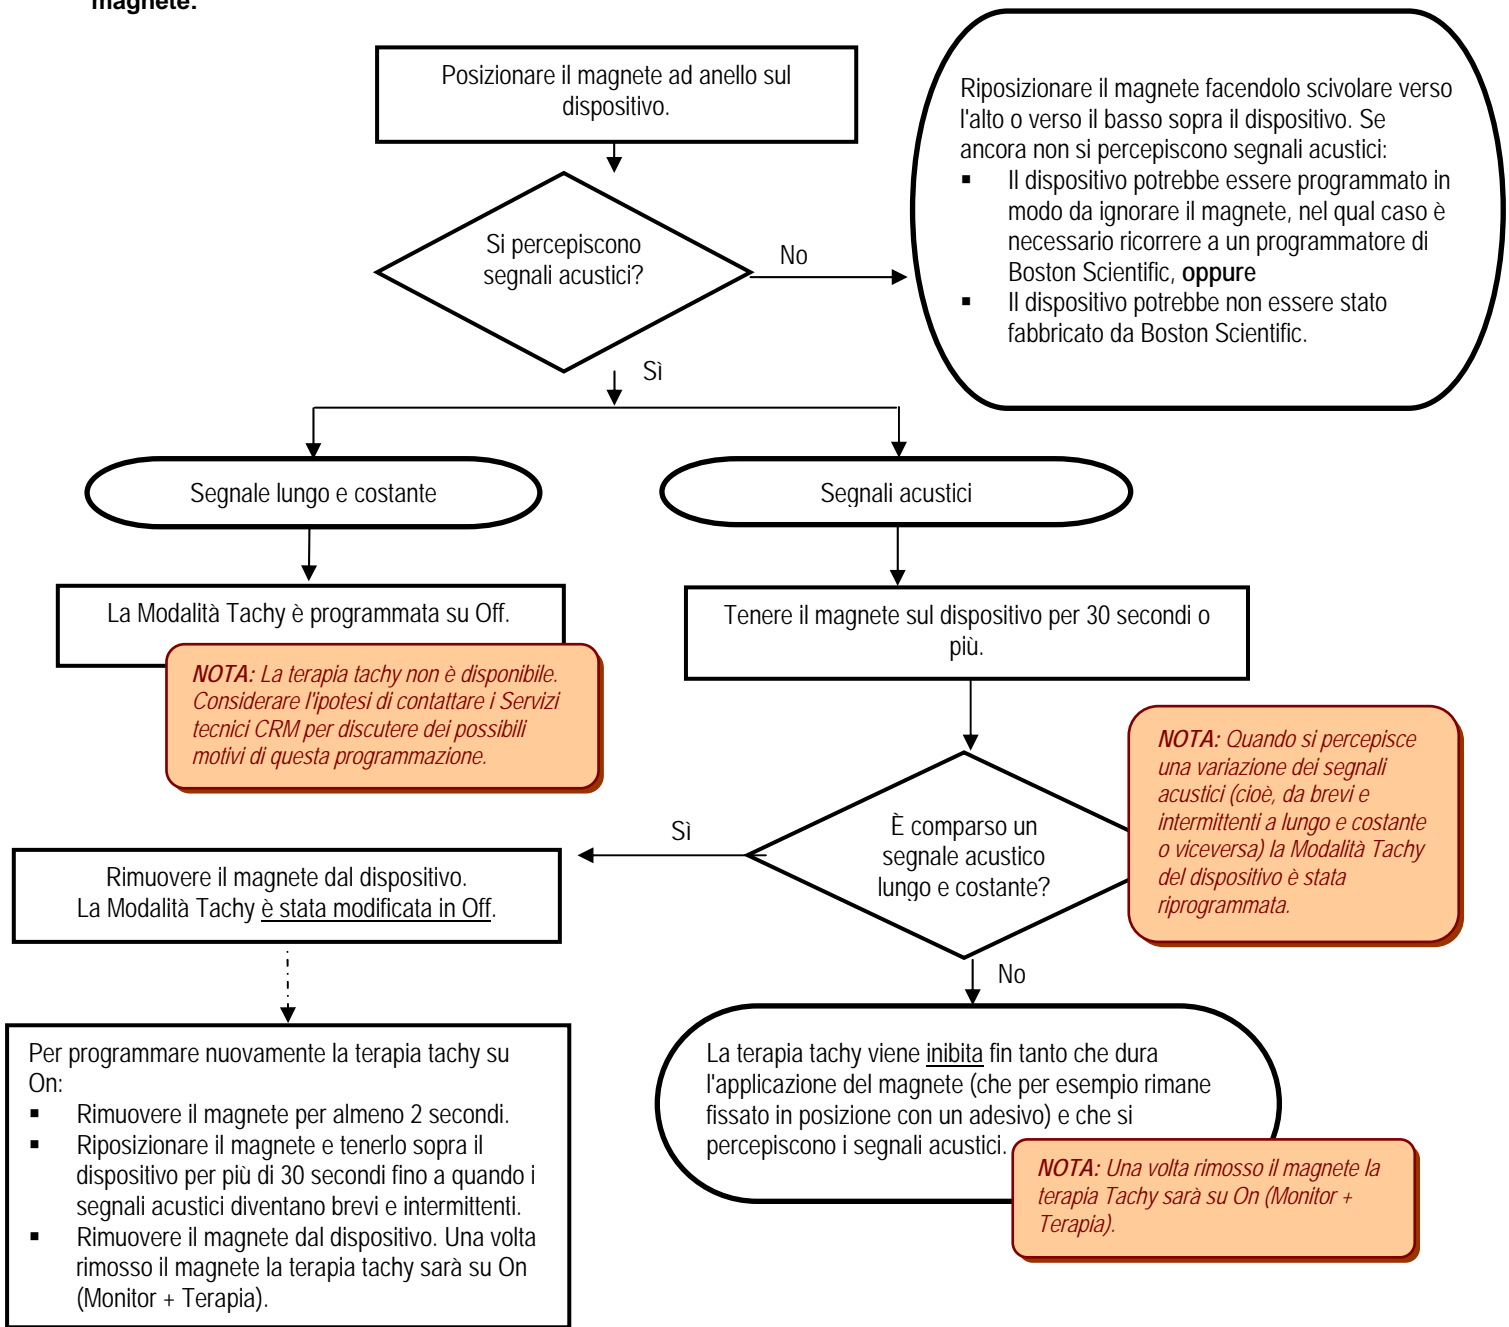 magnete:
Posizionare il magnete ad anello sul
dispositivo.
Riposizionare il magnete facendolo scivolare verso
l'alto o verso il basso sopra il dispositivo. Se
ancora non si percepiscono segnali acustici:
▪ Il dispositivo potrebbe essere programmato in
modo da ignorare il magnete, nel qual caso è
necessario ricorrere a un programmatore di
Boston Scientific, oppure
▪ Il dispositivo potrebbe non essere stato
fabbricato da Boston Scientific.
Si percepiscono
segnali acustici?
No
Sì
Segnale lungo e costante
Segnali acustici
La Modalità Tachy è programmata su Off.
NOTA: La terapia tachy non è disponibile.
Considerare l'ipotesi di contattare i Servizi
tecnici CRM per discutere dei possibili
motivi di questa programmazione.
Tenere il magnete sul dispositivo per 30 secondi o
più.
NOTA: Quando si percepisce
una variazione dei segnali
acustici (cioè, da brevi e
intermittenti a lungo e costante
o viceversa) la Modalità Tachy
del dispositivo è stata
riprogrammata.
È comparso un
segnale acustico
lungo e costante?
Sì
Rimuovere il magnete dal dispositivo.
La Modalità Tachy è stata modificata in Off.
No
Per programmare nuovamente la terapia tachy su
On:
▪ Rimuovere il magnete per almeno 2 secondi.
▪ Riposizionare il magnete e tenerlo sopra il
dispositivo per più di 30 secondi fino a quando i
segnali acustici diventano brevi e intermittenti.
▪ Rimuovere il magnete dal dispositivo. Una volta
rimosso il magnete la terapia tachy sarà su On
(Monitor + Terapia).
La terapia tachy viene inibita fin tanto che dura
l'applicazione del magnete (che per esempio rimane
fissato in posizione con un adesivo) e che si
percepiscono i segnali acustici.
NOTA: Una volta rimosso il magnete la
terapia Tachy sarà su On (Monitor +
Terapia).